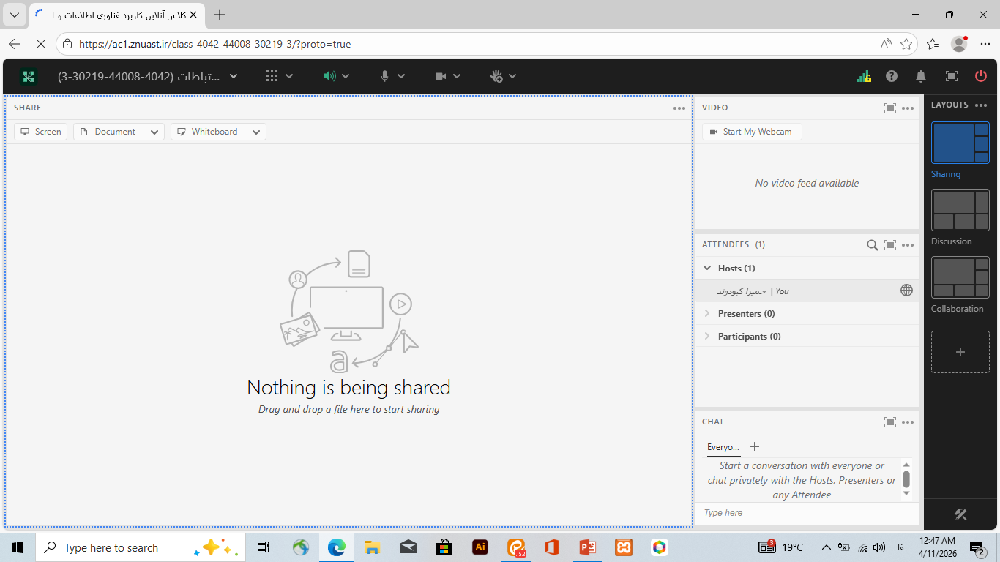 کلاس آنلاین کاربرد فناوری اطلاعات و ا
https://ac1.znuast.ir/class-4042-44008-30219-3/?proto=true
تباطات (4042-44008-30219-3)...
SHARE
Screen
Document
Whiteboard
Nothing is being shared
Drag and drop a file here to start sharing
VIDEO
Start My Webcam
No video feed available
ATTENDEES (1)
Hosts (1)
حمیرا کبودوند | You
Presenters (0)
Participants (0)
CHAT
Everyo...
Start a conversation with everyone or
chat privately with the Hosts, Presenters or
any Attendee
Type here
LAYOUTS
Sharing
Discussion
Collaboration
Type here to search
Ai
52
3
19°C
فا
12:47 AM
4/11/2026
2